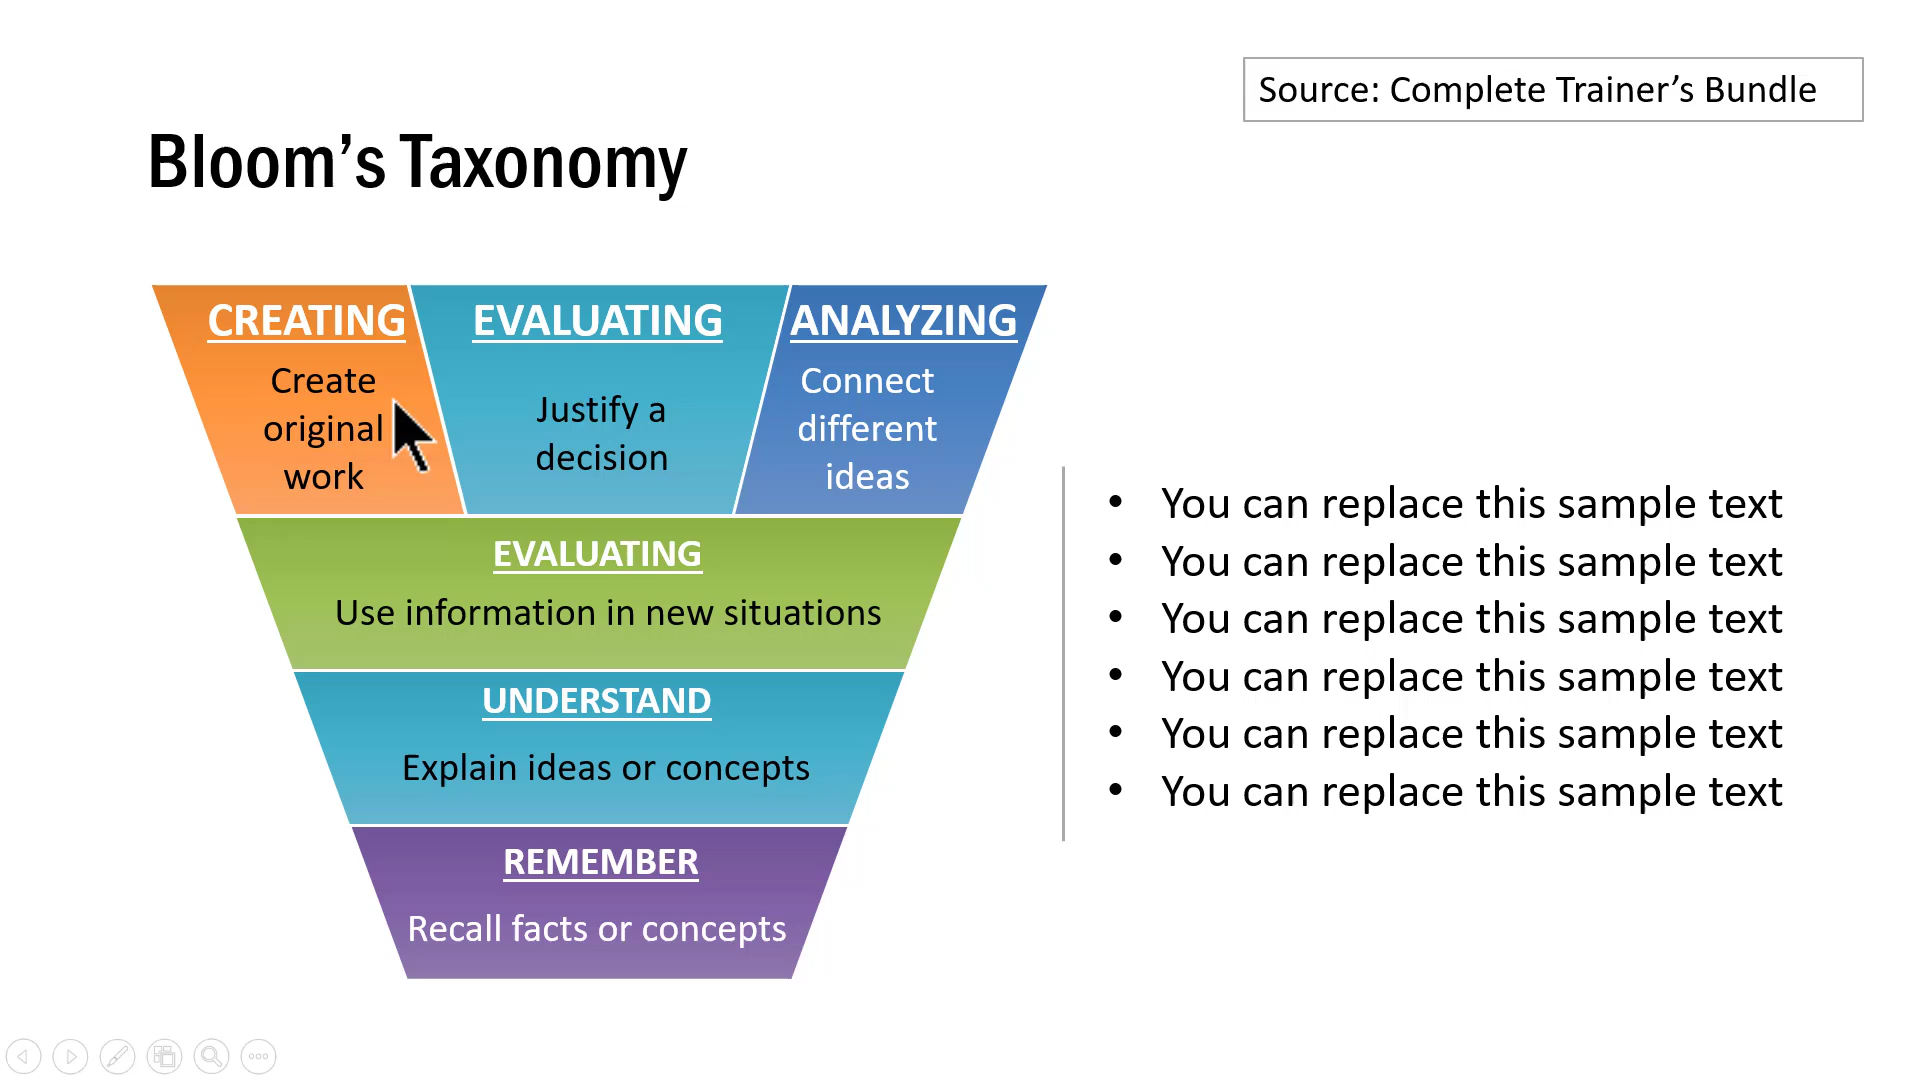 Source: Complete Trainer’s Bundle
Bloom’s Taxonomy
CREATING
Create
original
work
EVALUATING
Justify a
decision
ANALYZING
Connect
different
ideas
EVALUATING
Use information in new situations
UNDERSTAND
Explain ideas or concepts
REMEMBER
Recall facts or concepts
• You can replace this sample text
• You can replace this sample text
• You can replace this sample text
• You can replace this sample text
• You can replace this sample text
• You can replace this sample text